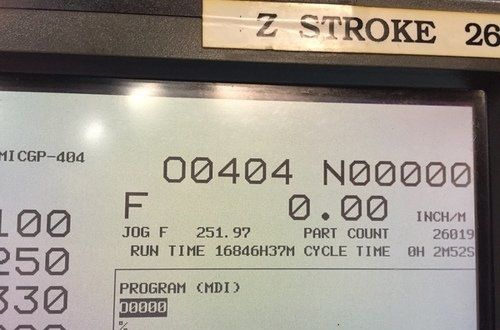 Z STROKE 26
MICGP-404
O0404 N00000
F 0.00 INCH/M
JOG F 251.97 PART COUNT 26019
RUN TIME 16846H37M CYCLE TIME 0H 2M52S
100
250
330
PROGRAM (MDI)
O0000
%